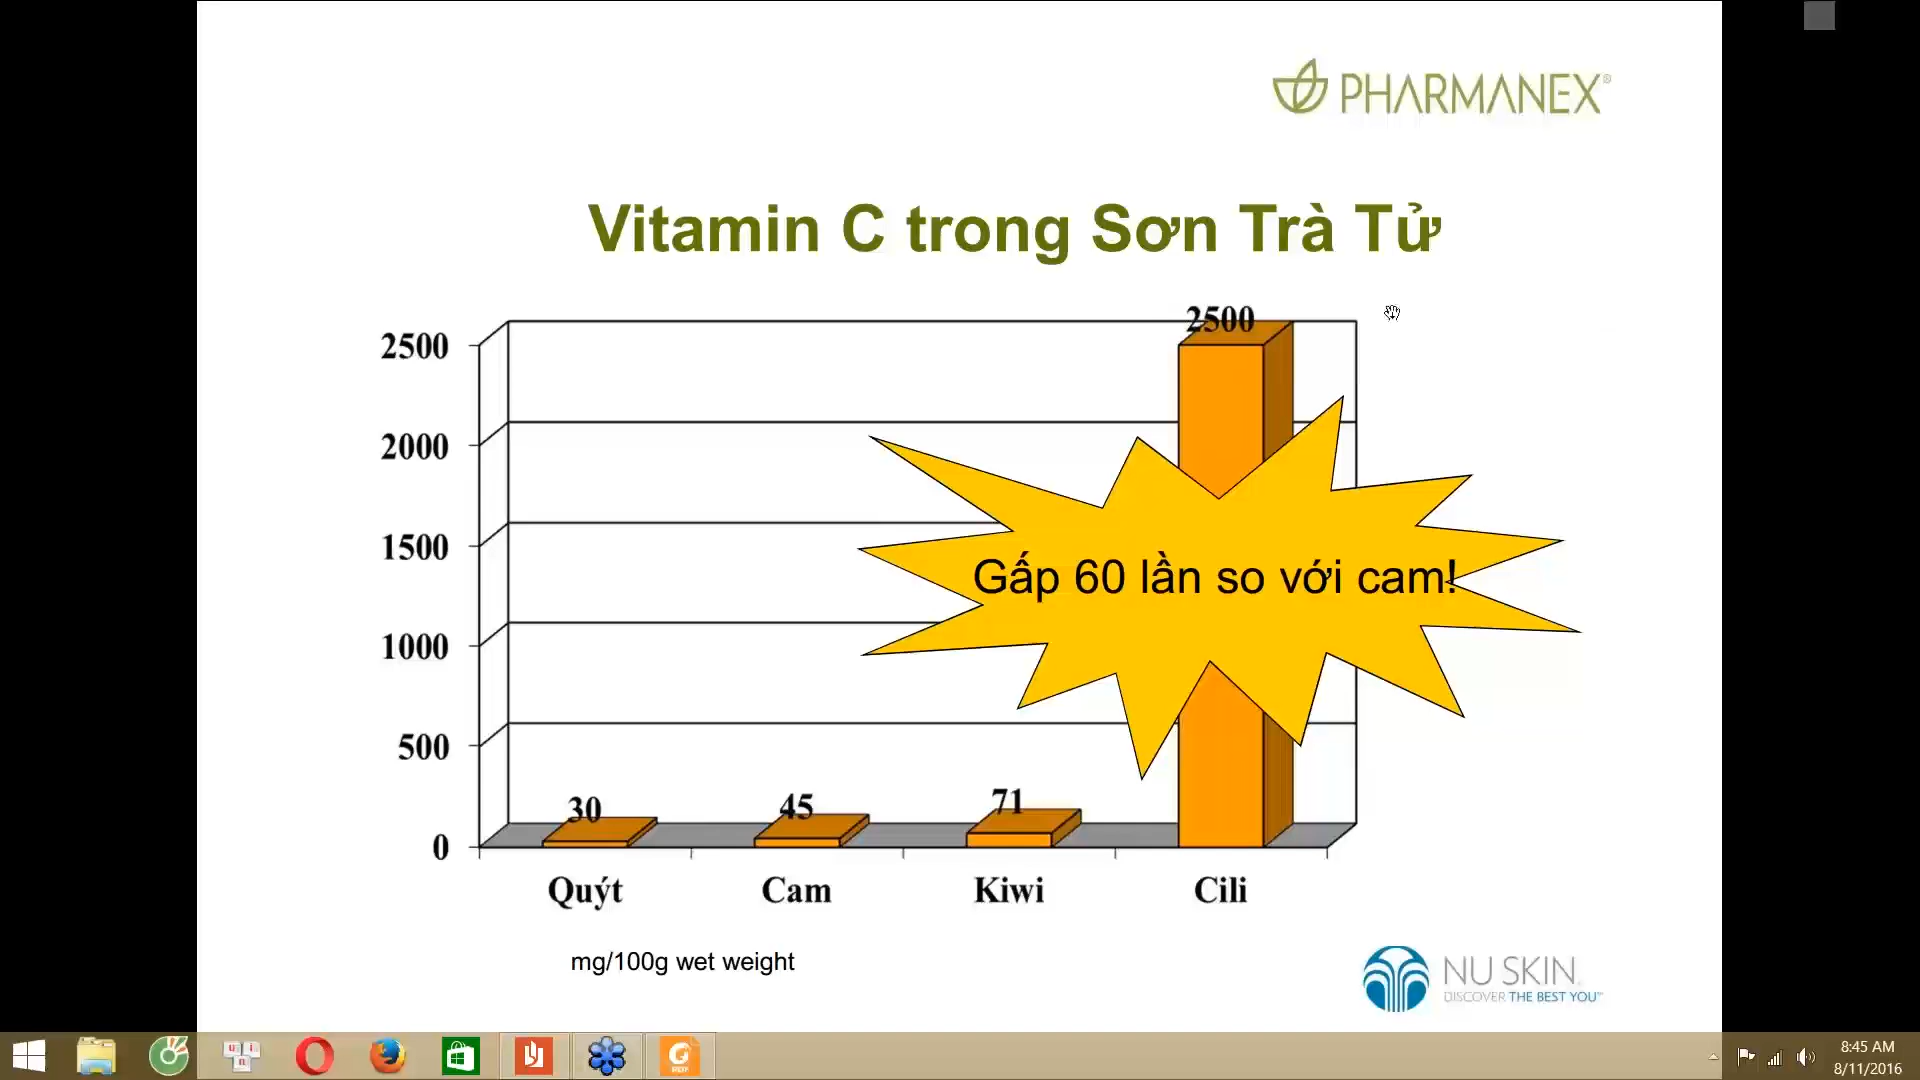 PHARMANEX®
Vitamin C trong Sơn Trà Tử
2500
2500
2000
1500
Gấp 60 lần so với cam!
1000
500
30
45
71
0
Quýt
Cam
Kiwi
Cili
mg/100g wet weight
NU SKIN
DISCOVER THE BEST YOU™
8:45 AM
8/11/2016